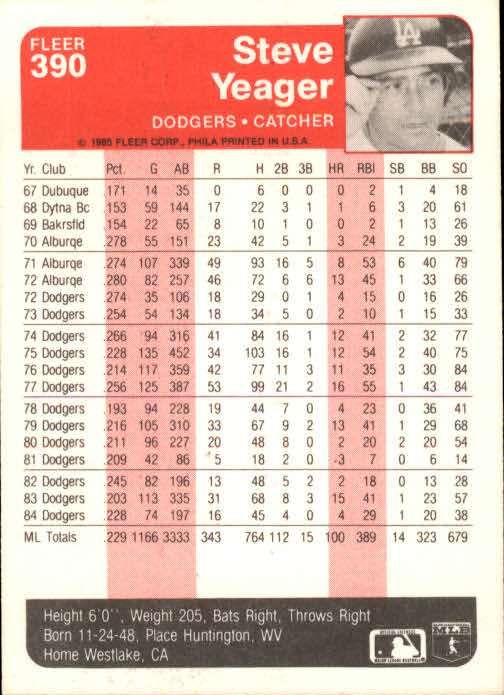 FLEER
390
Steve
Yeager
DODGERS • CATCHER
© 1985 FLEER CORP., PHILA PRINTED IN U.S.A.
LA
Yr. Club Pct. G AB R H 2B 3B HR RBI SB BB SO
67 Dubuque .171 14 35 0 6 0 0 0 2 1 4 18
68 Dytna Bc .153 59 144 17 22 3 1 1 6 3 20 61
69 Bakrsfld .154 22 65 8 10 1 0 0 2 1 13 26
70 Alburqe .278 55 151 23 42 5 1 3 24 2 19 39
71 Alburqe .274 107 339 49 93 16 5 8 53 6 40 79
72 Alburqe .280 82 257 46 72 6 6 13 45 1 33 66
72 Dodgers .274 35 106 18 29 0 1 4 15 0 16 26
73 Dodgers .254 54 134 18 34 5 0 2 10 1 15 33
74 Dodgers .266 94 316 41 84 16 1 12 41 2 32 77
75 Dodgers .228 135 452 34 103 16 1 12 54 2 40 75
76 Dodgers .214 117 359 42 77 11 3 11 35 3 30 84
77 Dodgers .256 125 387 53 99 21 2 16 55 1 43 84
78 Dodgers .193 94 228 19 44 7 0 4 23 0 36 41
79 Dodgers .216 105 310 33 67 9 2 13 41 1 29 68
80 Dodgers .211 96 227 20 48 8 0 2 20 2 20 54
81 Dodgers .209 42 86 5 18 2 0 3 7 0 6 14
82 Dodgers .245 82 196 13 48 5 2 2 18 0 13 28
83 Dodgers .203 113 335 31 68 8 3 15 41 1 23 57
84 Dodgers .228 74 197 16 45 4 0 4 29 1 20 38
ML Totals .229 1166 3333 343 764 112 15 100 389 14 323 679
Height 6'0", Weight 205, Bats Right, Throws Right
Born 11-24-48, Place Huntington, WV
Home Westlake, CA
MAJOR LEAGUE BASEBALL